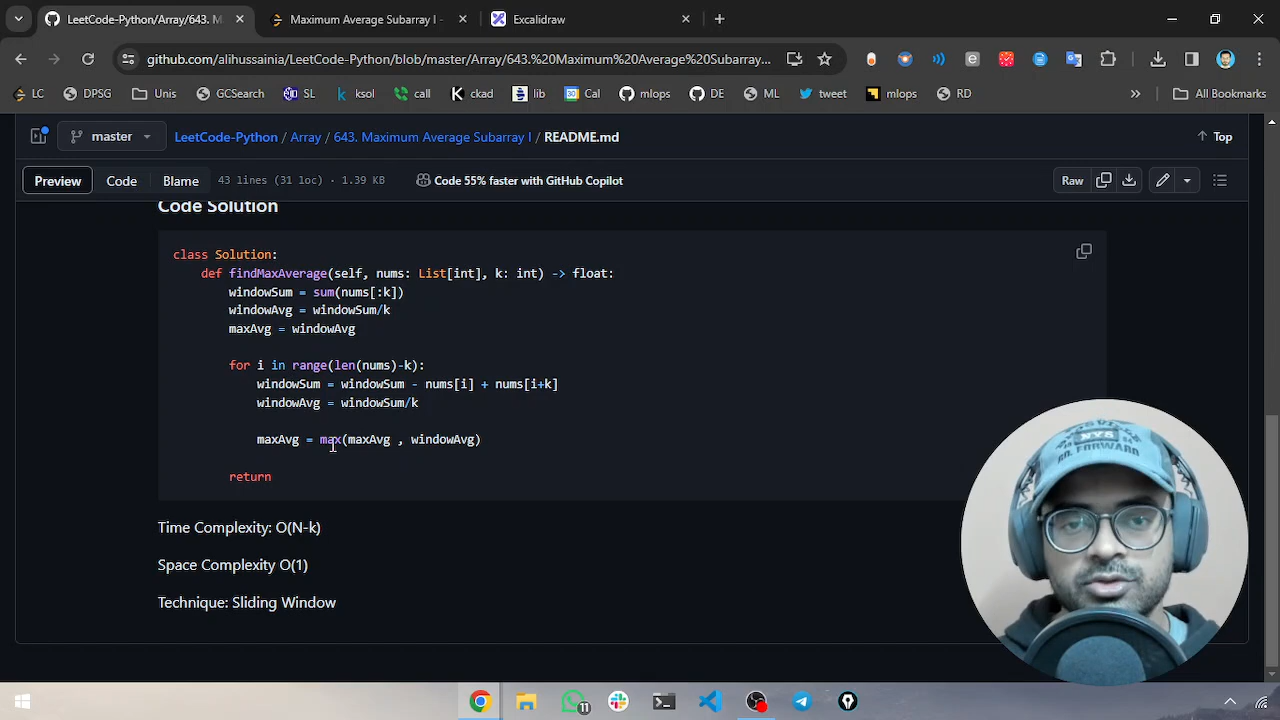 LeetCode-Python/Array/643. M
Maximum Average Subarray I -
Excalidraw
github.com/alihussainia/LeetCode-Python/blob/master/Array/643.%20Maximum%20Average%20Subarray...
LC
DPSG
Unis
GCSearch
SL
ksol
call
ckad
lib
Cal
mlops
DE
ML
tweet
mlops
RD
All Bookmarks
master
LeetCode-Python / Array / 643. Maximum Average Subarray I / README.md
Top
Preview
Code
Blame
43 lines (31 loc) · 1.39 KB
Code 55% faster with GitHub Copilot
Raw
Code Solution
class Solution:
def findMaxAverage(self, nums: List[int], k: int) -> float:
windowSum = sum(nums[:k])
windowAvg = windowSum/k
maxAvg = windowAvg
for i in range(len(nums)-k):
windowSum = windowSum - nums[i] + nums[i+k]
windowAvg = windowSum/k
maxAvg = max(maxAvg , windowAvg)
return
Time Complexity: O(N-k)
Space Complexity O(1)
Technique: Sliding Window
NYS
RD. FORWARD
11